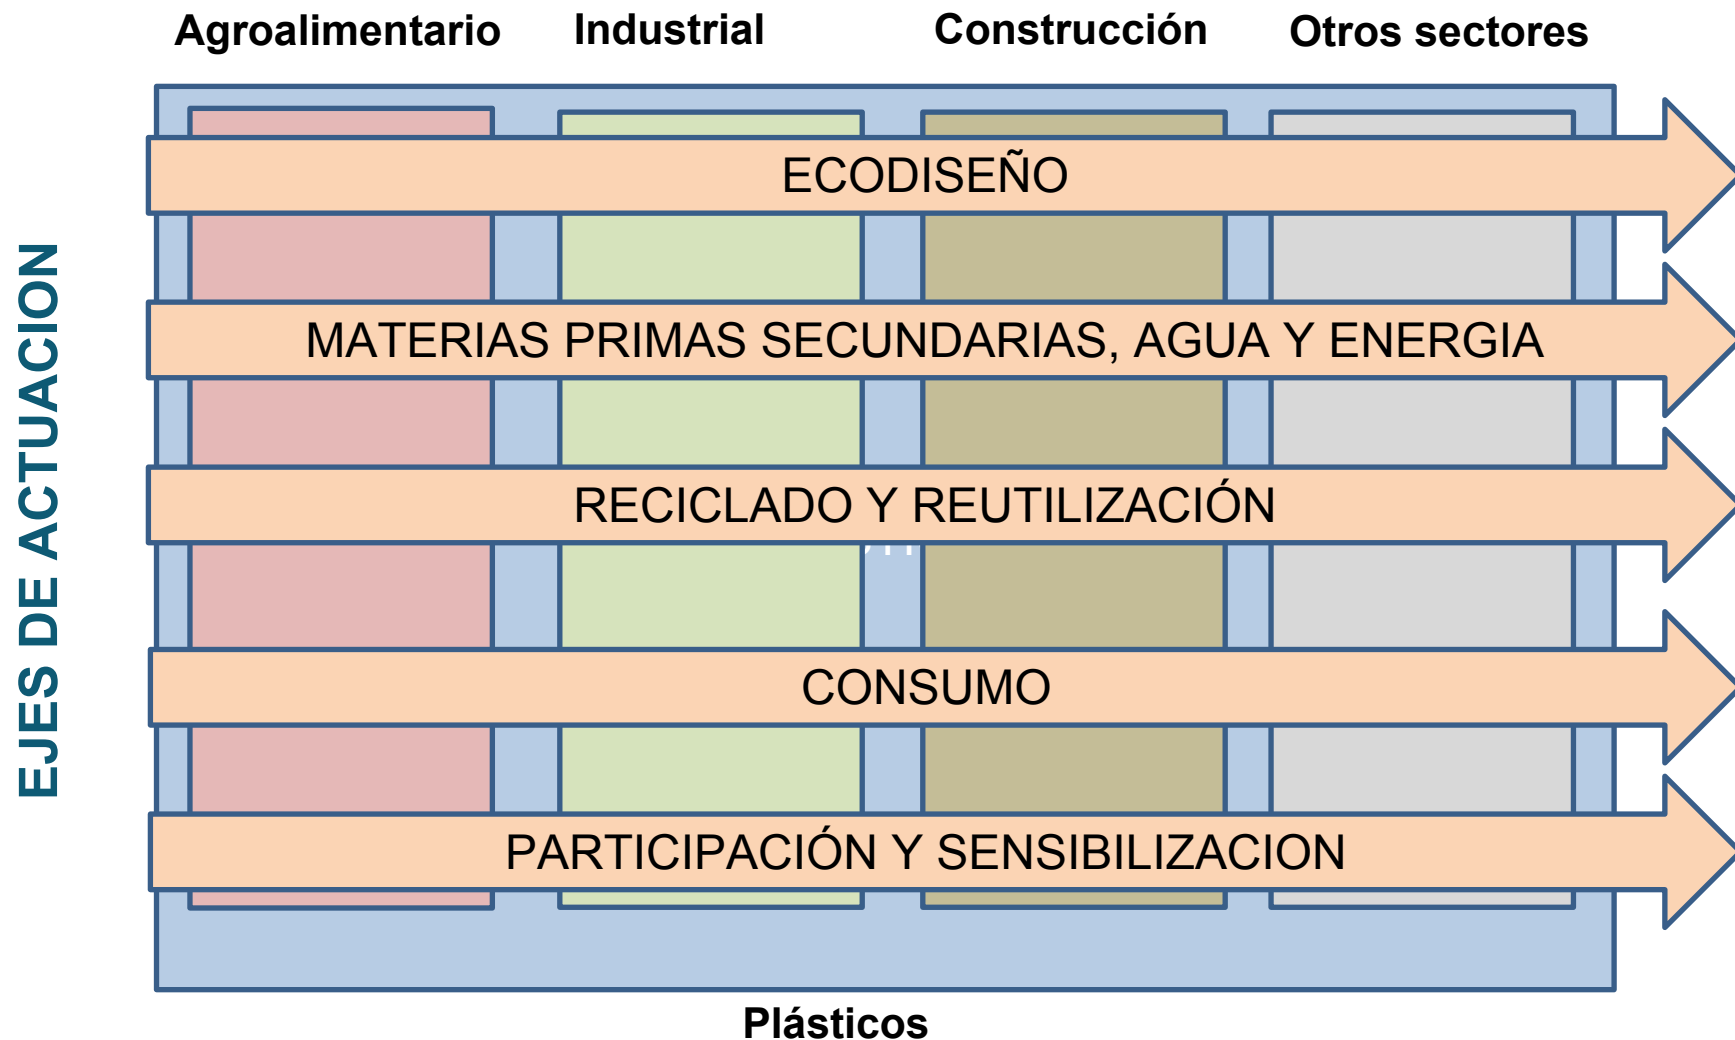 Agroalimentario Industrial Construcción Otros sectores
EJES DE ACTUACION
ECODISEÑO
MATERIAS PRIMAS SECUNDARIAS, AGUA Y ENERGIA
RECICLADO Y REUTILIZACIÓN
CONSUMO
PARTICIPACIÓN Y SENSIBILIZACION
Plásticos